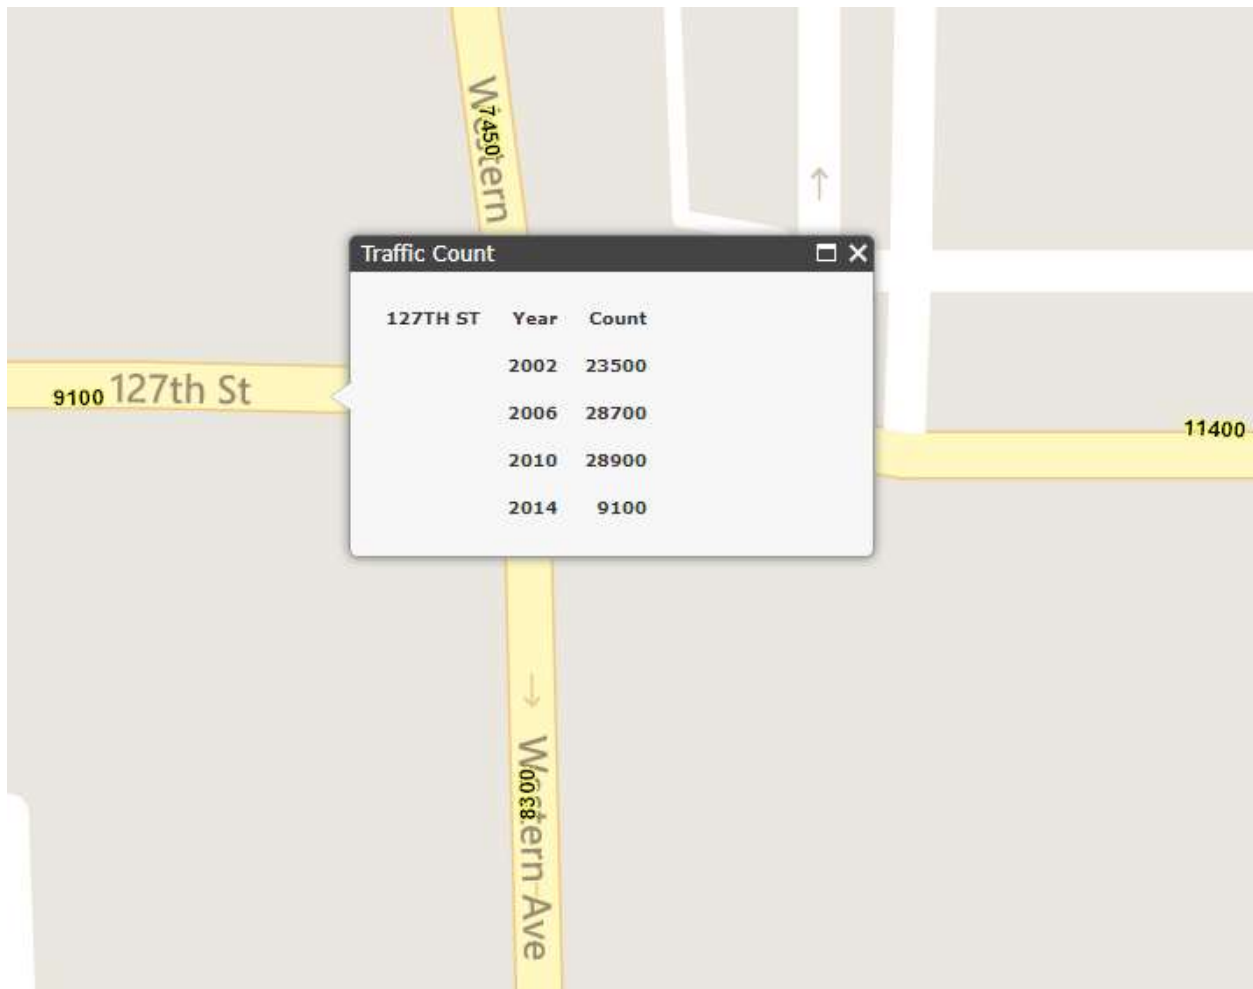 Western
7450
Traffic Count
127TH ST Year Count
2002 23500
2006 28700
2010 28900
2014 9100
9100 127th St
11400
Western Ave
8300